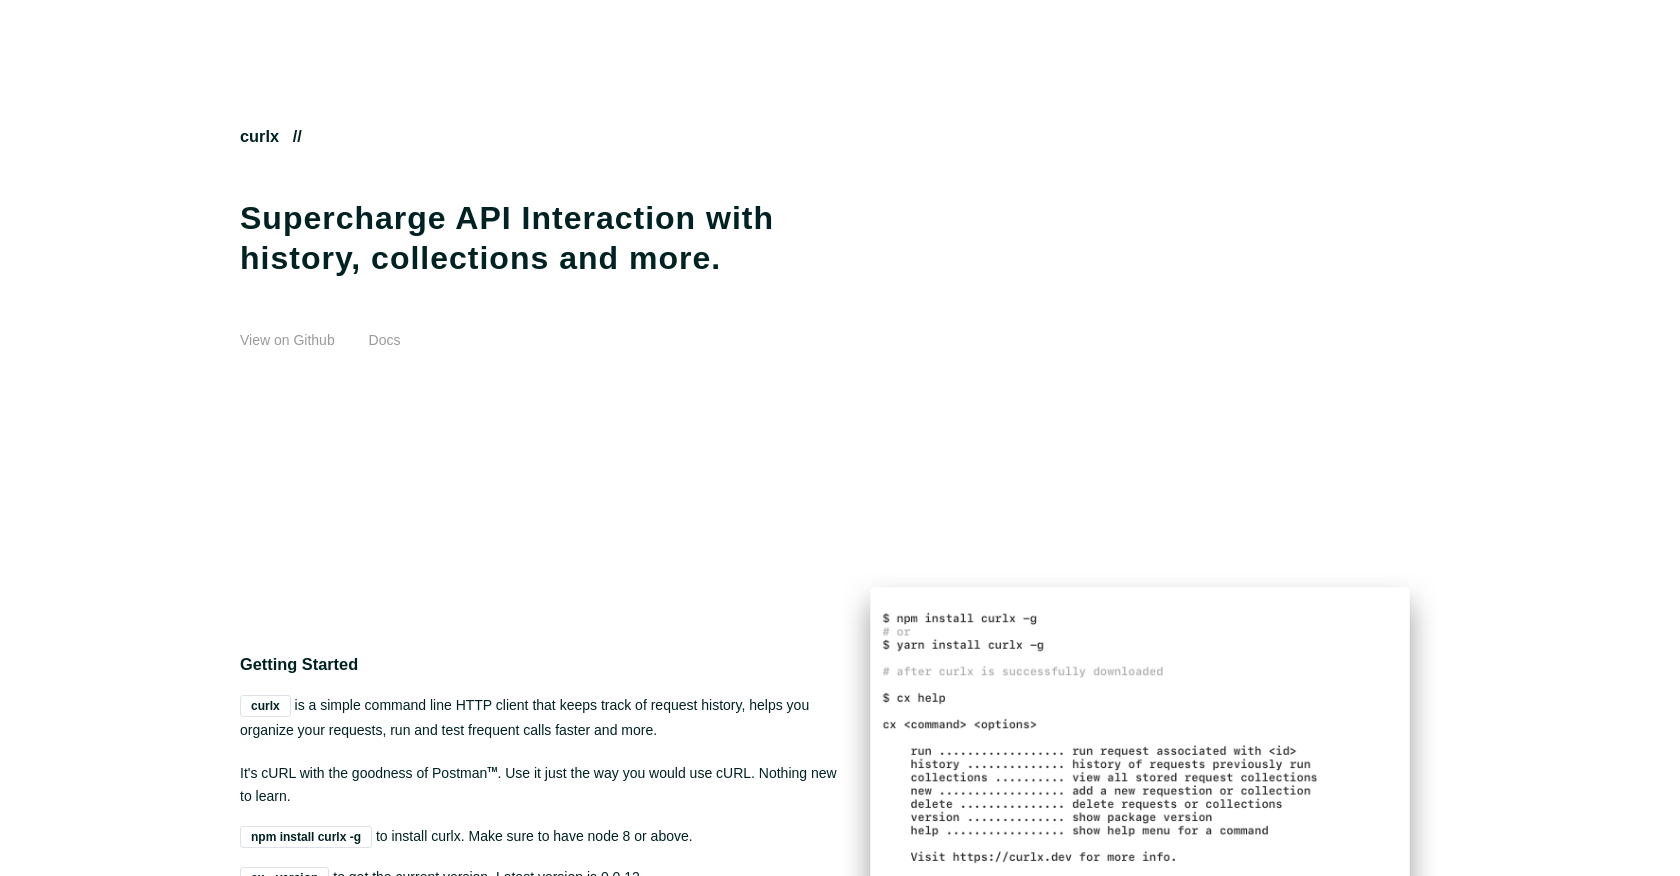 curlx //
Supercharge API Interaction with
history, collections and more.
View on Github Docs
Getting Started
curlx is a simple command line HTTP client that keeps track of request history, helps you
organize your requests, run and test frequent calls faster and more.
It's cURL with the goodness of Postman™. Use it just the way you would use cURL. Nothing new
to learn.
npm install curlx -g to install curlx. Make sure to have node 8 or above.
to get the current version. Latest version is 0.0.12
$ npm install curlx -g
# or
$ yarn install curlx -g
# after curlx is successfully downloaded
$ cx help
cx <command> <options>
run .................. run request associated with <id>
history .............. history of requests previously run
collections .......... view all stored request collections
new .................. add a new requestion or collection
delete ............... delete requests or collections
version .............. show package version
help ................. show help menu for a command
Visit https://curlx.dev for more info.